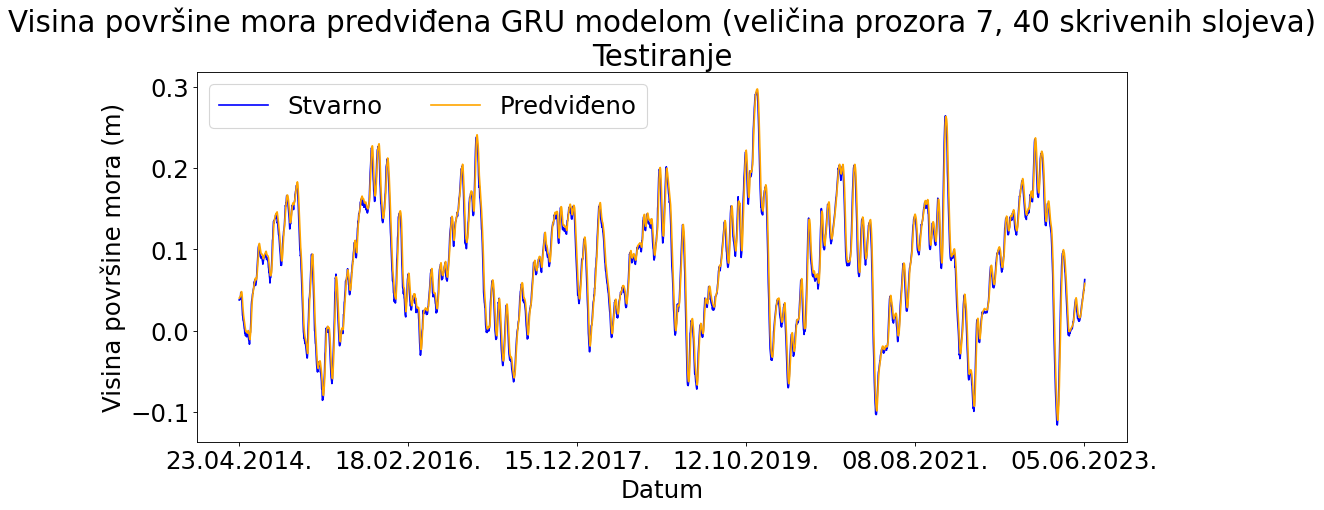 Visina površine mora predviđena GRU modelom (veličina prozora 7, 40 skrivenih slojeva)
Testiranje
Stvarno
Predviđeno
Visina površine mora (m)
0.3
0.2
0.1
0.0
−0.1
23.04.2014.
18.02.2016.
15.12.2017.
12.10.2019.
08.08.2021.
05.06.2023.
Datum